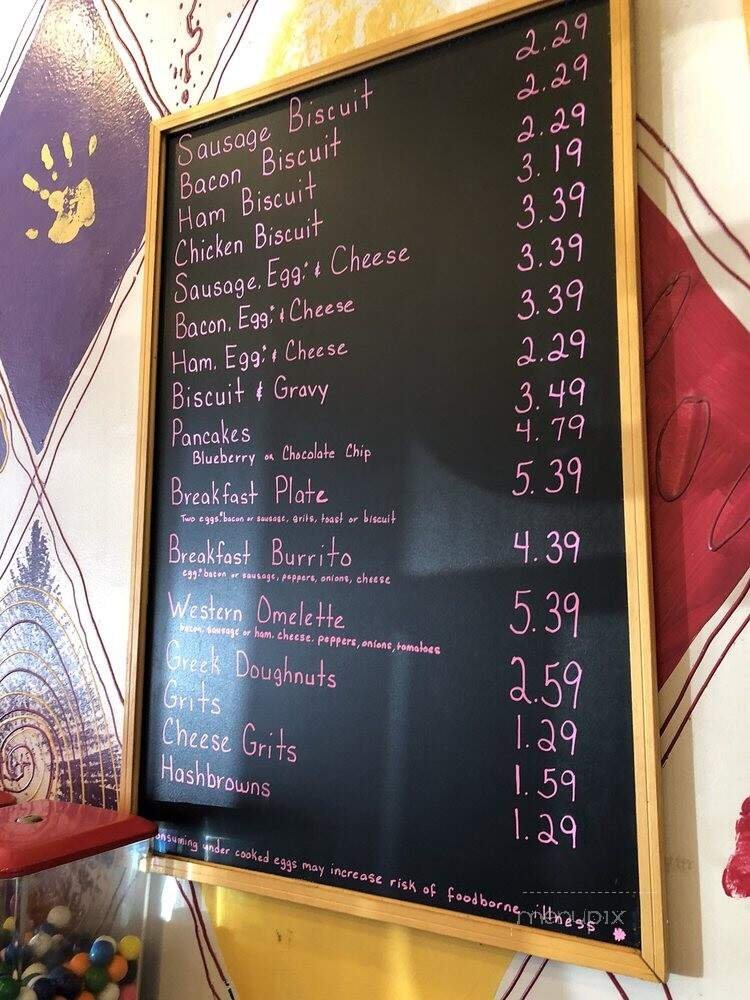 Sausage Biscuit 2.29
Bacon Biscuit 2.29
Ham Biscuit 2.29
Chicken Biscuit 3.19
Sausage, Egg,* & Cheese 3.39
Bacon, Egg,* & Cheese 3.39
Ham, Egg,* & Cheese 3.39
Biscuit & Gravy 2.29
Pancakes 3.49
Blueberry or Chocolate Chip 4.79
Breakfast Plate 5.39
Two eggs,* bacon or sausage, grits, toast or biscuit
Breakfast Burrito 4.39
egg,* bacon or sausage, peppers, onions, cheese
Western Omelette 5.39
bacon, sausage or ham, cheese, peppers, onions, tomatoes
Greek Doughnuts 2.59
Grits 1.29
Cheese Grits 1.59
Hashbrowns 1.29
onsuming under cooked eggs may increase risk of foodborne illness *
menupix